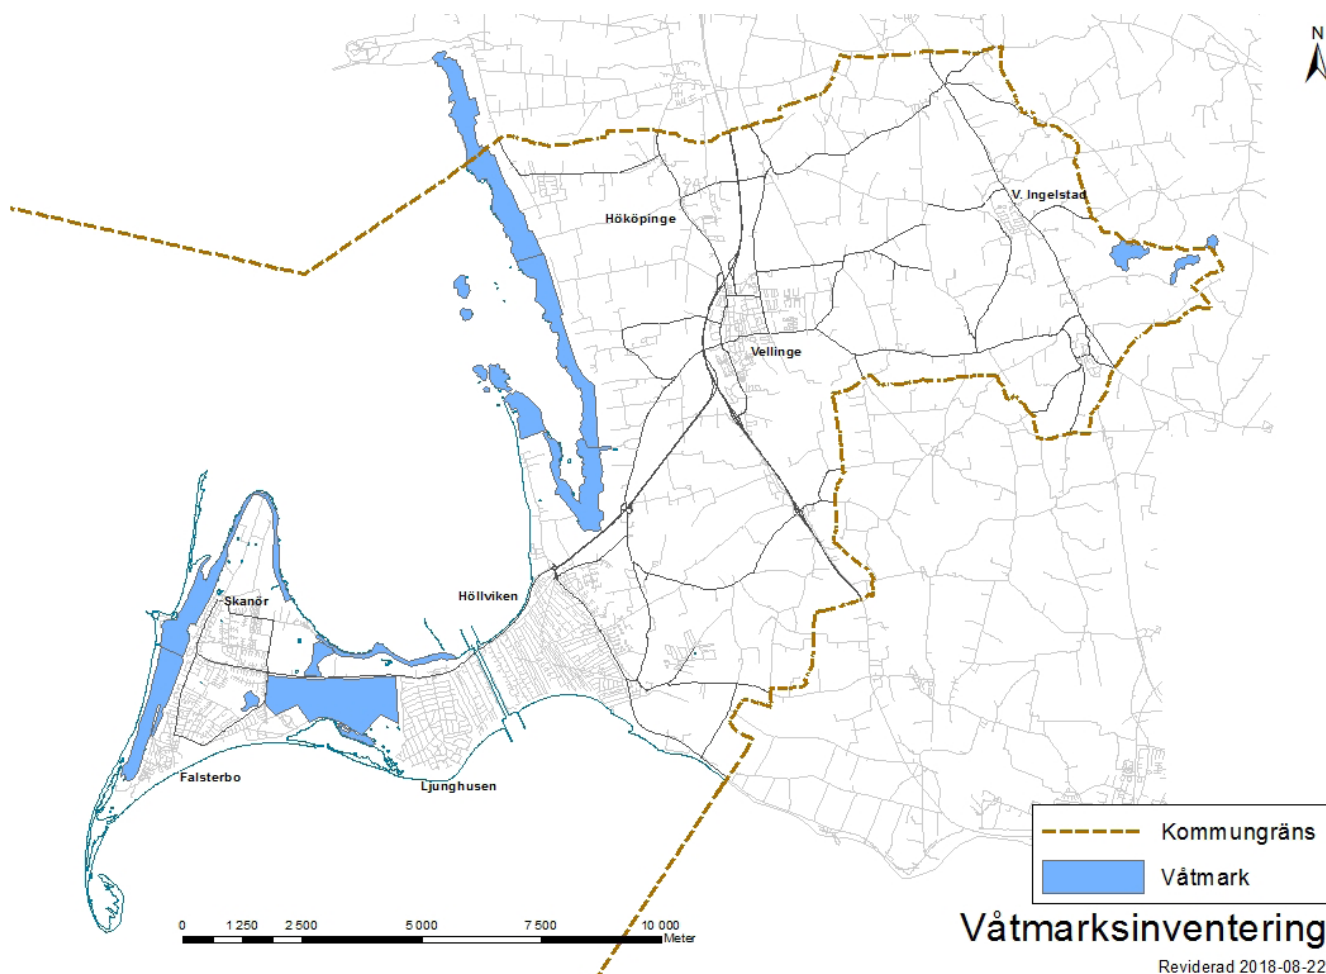 N
V. Ingelstad
Hököpinge
Vellinge
Höllviken
Skanör
Falsterbo
Ljunghusen
Kommungräns
Våtmark
0 1 250 2 500 5 000 7 500 10 000
Meter
Våtmarksinventering
Reviderad 2018-08-22